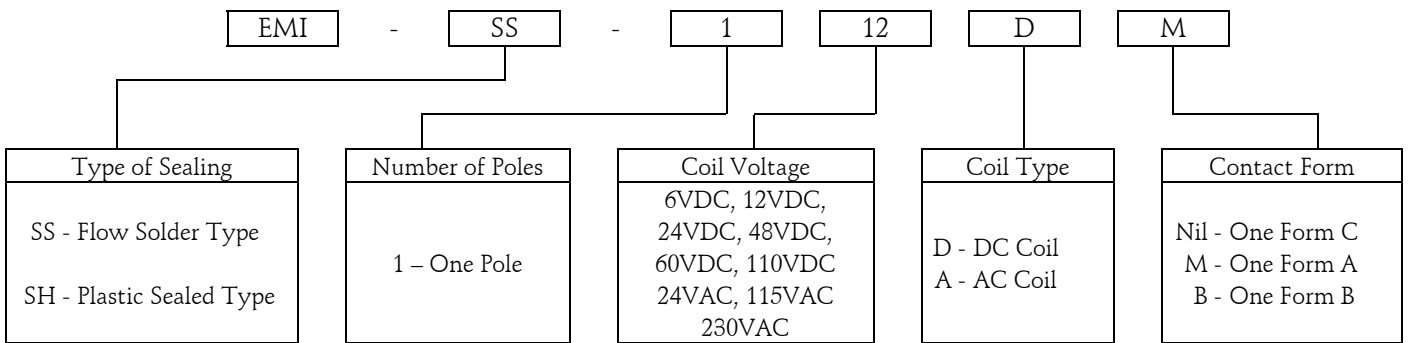 EMI - SS - 1 12 D M
Type of Sealing
SS - Flow Solder Type
SH - Plastic Sealed Type
Number of Poles
1 – One Pole
Coil Voltage
6VDC, 12VDC,
24VDC, 48VDC,
60VDC, 110VDC
24VAC, 115VAC
230VAC
Coil Type
D - DC Coil
A - AC Coil
Contact Form
Nil - One Form C
M - One Form A
B - One Form B